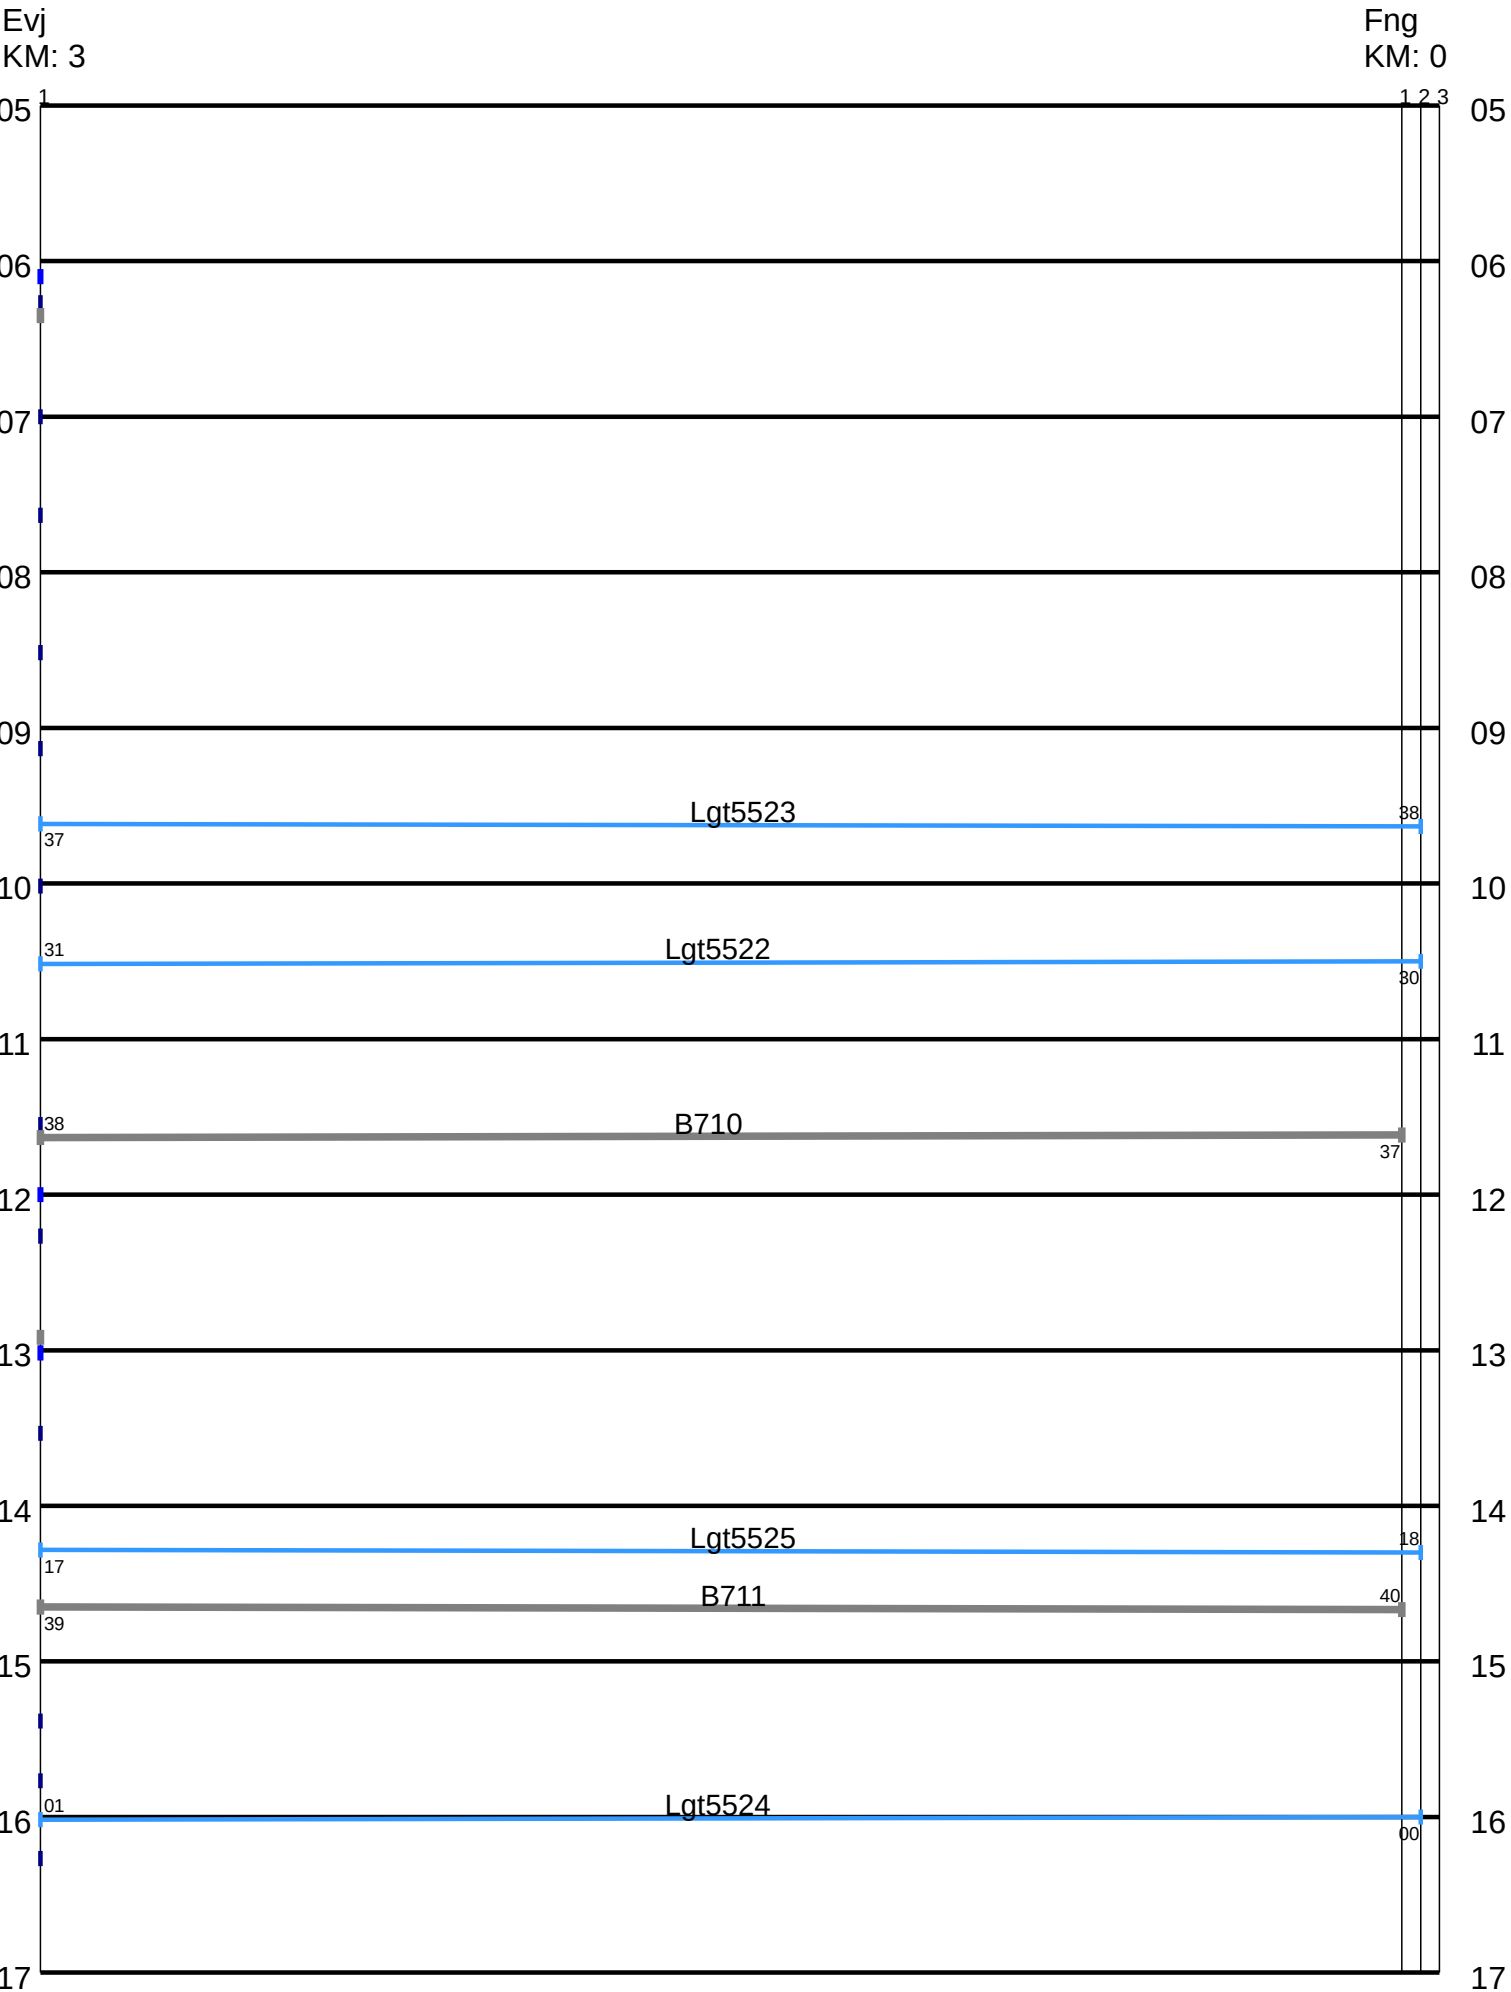 Evj Fng
KM: 3 KM: 0
1 1 2 3
05 05
06 06
07 07
08 08
09 09
Lgt5523 38
37
10 10
31 Lgt5522
30
11 11
38 B710
37
12 12
13 13
14 14
Lgt5525 18
17
B711 40
39
15 15
01 Lgt5524
16 16
00
17 17